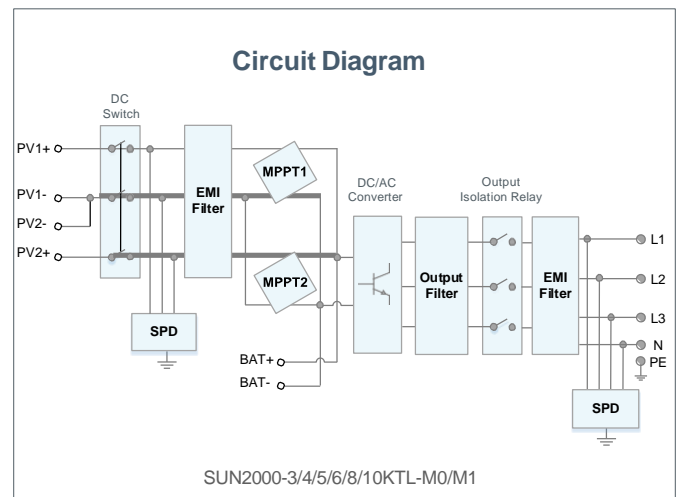 Circuit Diagram
DC
Switch
PV1+
PV1-
PV2-
PV2+
EMI
Filter
MPPT1
MPPT2
SPD
BAT+
BAT-
DC/AC
Converter
Output
Filter
Output
Isolation Relay
EMI
Filter
L1
L2
L3
N
PE
SPD
SUN2000-3/4/5/6/8/10KTL-M0/M1